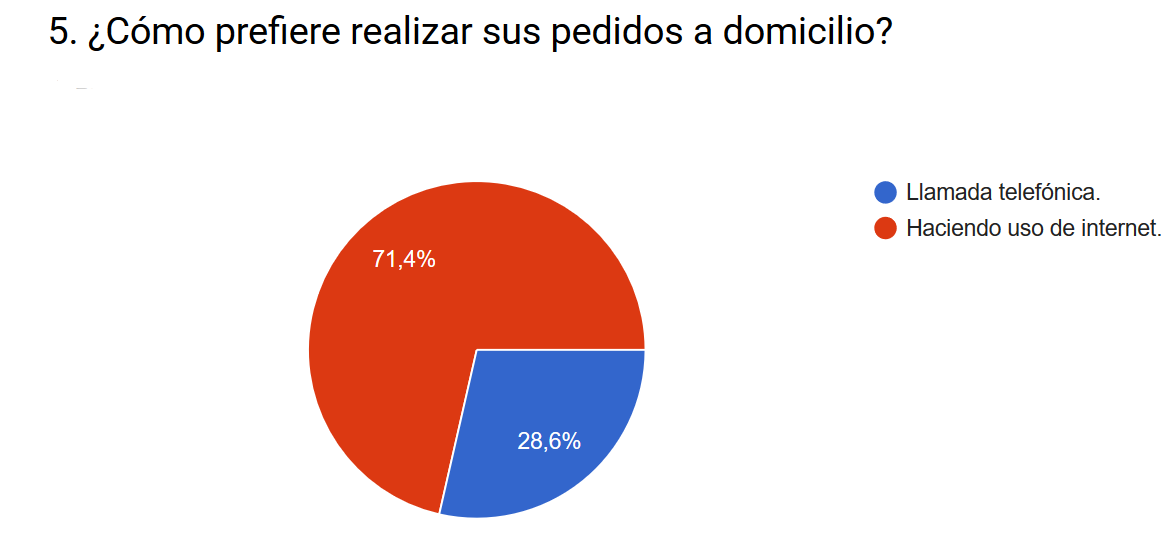 5. ¿Cómo prefiere realizar sus pedidos a domicilio?
Llamada telefónica.
Haciendo uso de internet.
71,4%
28,6%